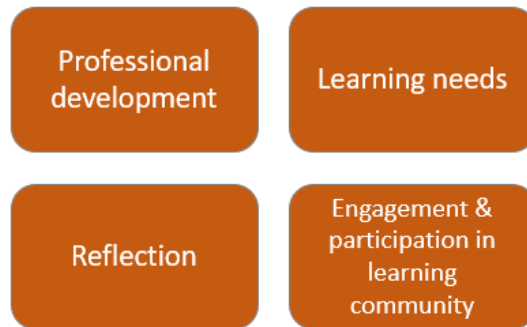 Professional
development
Learning needs
Reflection
Engagement &
participation in
learning
community